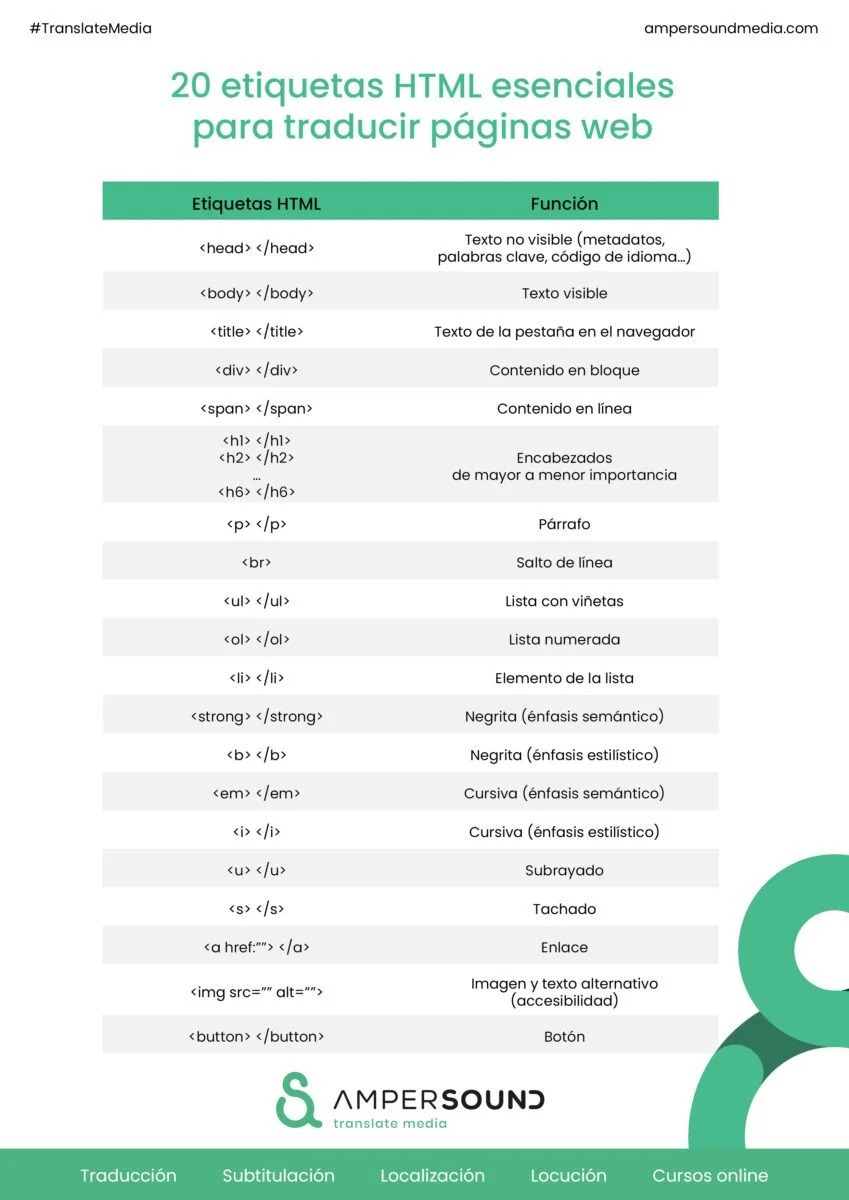 #TranslateMedia
ampersoundmedia.com
20 etiquetas HTML esenciales
para traducir páginas web
Etiquetas HTML
Función
<head> </head>
Texto no visible (metadatos,
palabras clave, código de idioma...)
<body> </body>
Texto visible
<title> </title>
Texto de la pestaña en el navegador
<div> </div>
Contenido en bloque
<span> </span>
Contenido en línea
<h1> </h1>
<h2> </h2>
...
<h6> </h6>
Encabezados
de mayor a menor importancia
<p> </p>
Párrafo
<br>
Salto de línea
<ul> </ul>
Lista con viñetas
<ol> </ol>
Lista numerada
<li> </li>
Elemento de la lista
<strong> </strong>
Negrita (énfasis semántico)
<b> </b>
Negrita (énfasis estilístico)
<em> </em>
Cursiva (énfasis semántico)
<i> </i>
Cursiva (énfasis estilístico)
<u> </u>
Subrayado
<s> </s>
Tachado
<a href:””> </a>
Enlace
<img src=”” alt=””>
Imagen y texto alternativo
(accesibilidad)
<button> </button>
Botón
AMPERSOUND
translate media
Traducción
Subtitulación
Localización
Locución
Cursos online